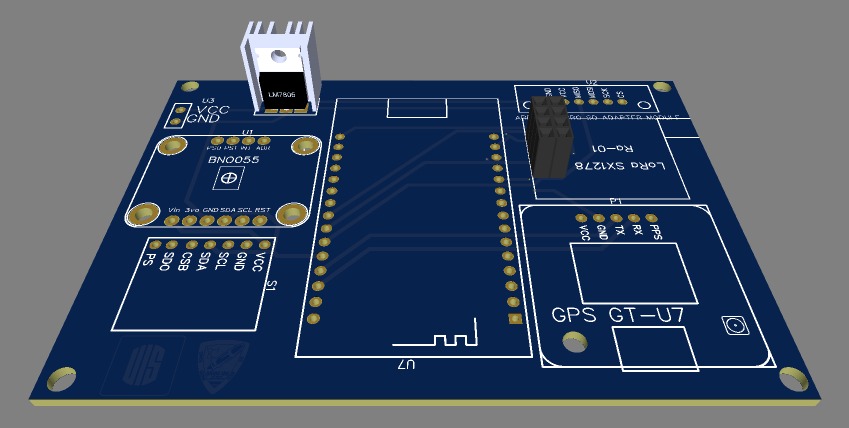 LM7805
U3
VCC
GND
U1
PS0 PS1 INT ADR
BNO055
Vin 3vo GND SDA SCL RST
PS
SDO
CSB
SDA
SCL
GND
VCC
S1
U7
U2
LoRa SX1278
Ra-01
P1
VCC
GND
TX
RX
PPS
GPS GT-U7
UIS